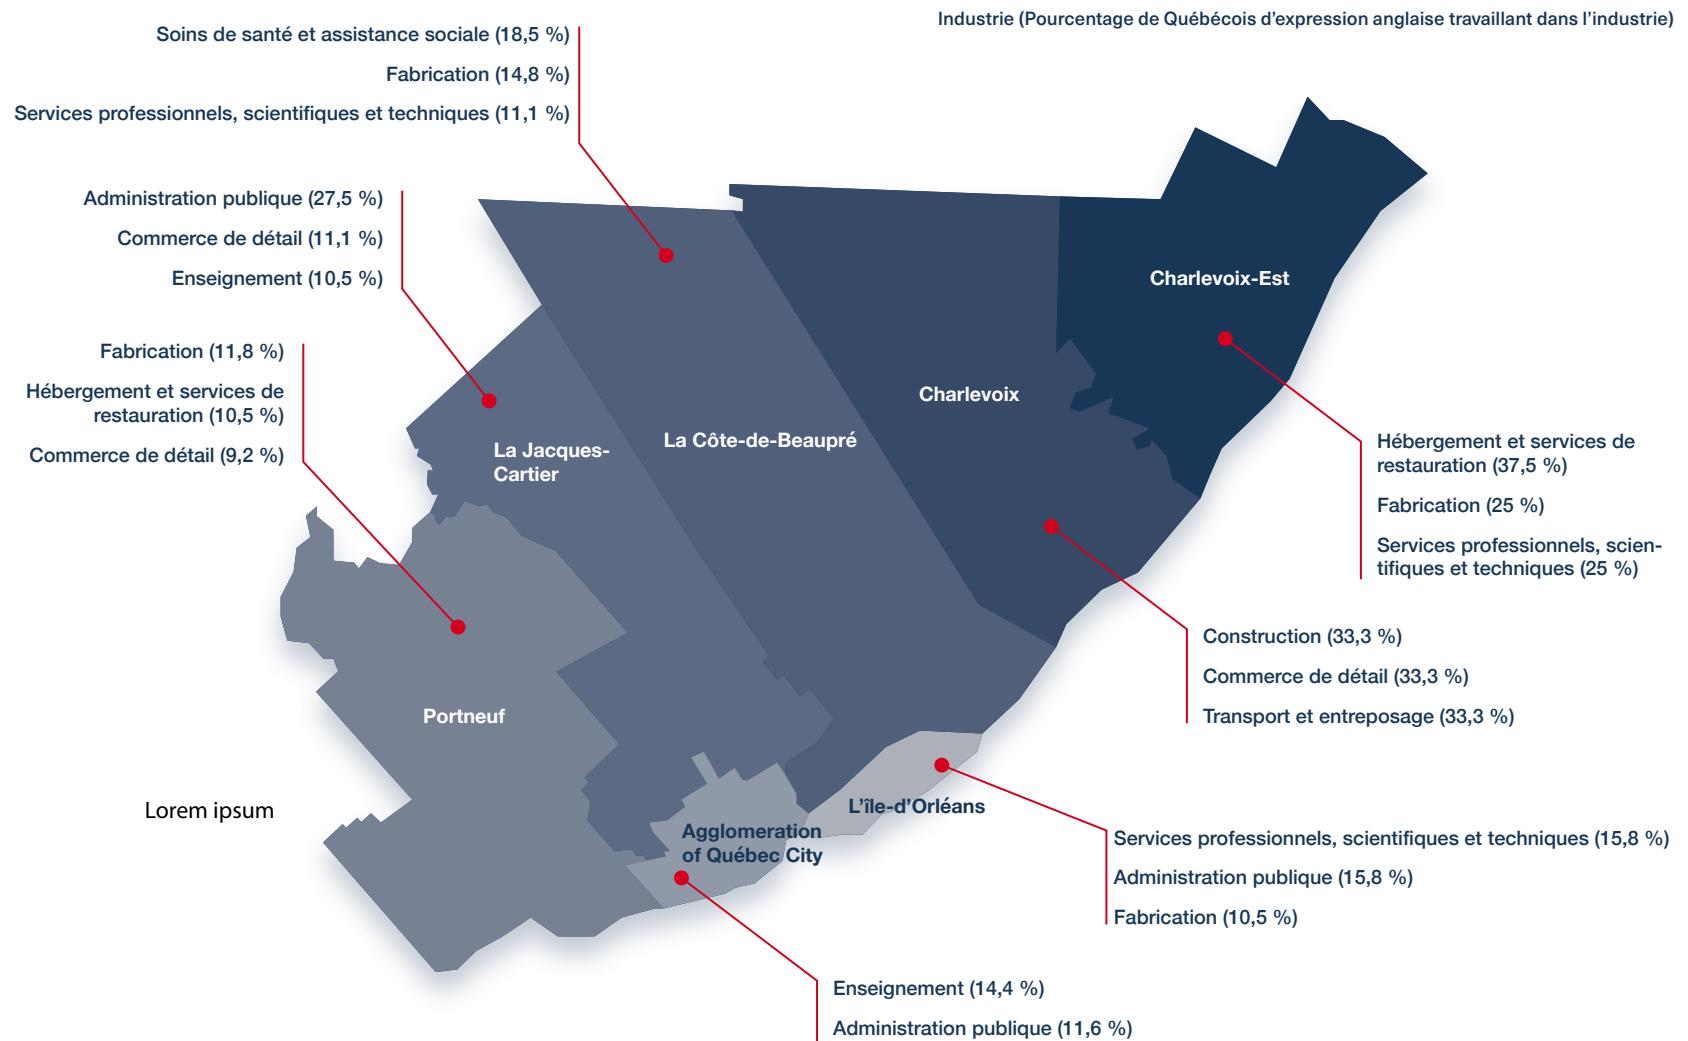 Industrie (Pourcentage de Québécois d’expression anglaise travaillant dans l’industrie)
Soins de santé et assistance sociale (18,5 %)
Fabrication (14,8 %)
Services professionnels, scientifiques et techniques (11,1 %)
Administration publique (27,5 %)
Commerce de détail (11,1 %)
Enseignement (10,5 %)
Fabrication (11,8 %)
Hébergement et services de
restauration (10,5 %)
Commerce de détail (9,2 %)
Charlevoix-Est
Charlevoix
La Côte-de-Beaupré
La Jacques-
Cartier
Hébergement et services de
restauration (37,5 %)
Fabrication (25 %)
Services professionnels, scien-
tifiques et techniques (25 %)
Construction (33,3 %)
Commerce de détail (33,3 %)
Transport et entreposage (33,3 %)
Portneuf
Lorem ipsum
L’île-d’Orléans
Agglomeration
of Québec City
Services professionnels, scientifiques et techniques (15,8 %)
Administration publique (15,8 %)
Fabrication (10,5 %)
Enseignement (14,4 %)
Administration publique (11,6 %)